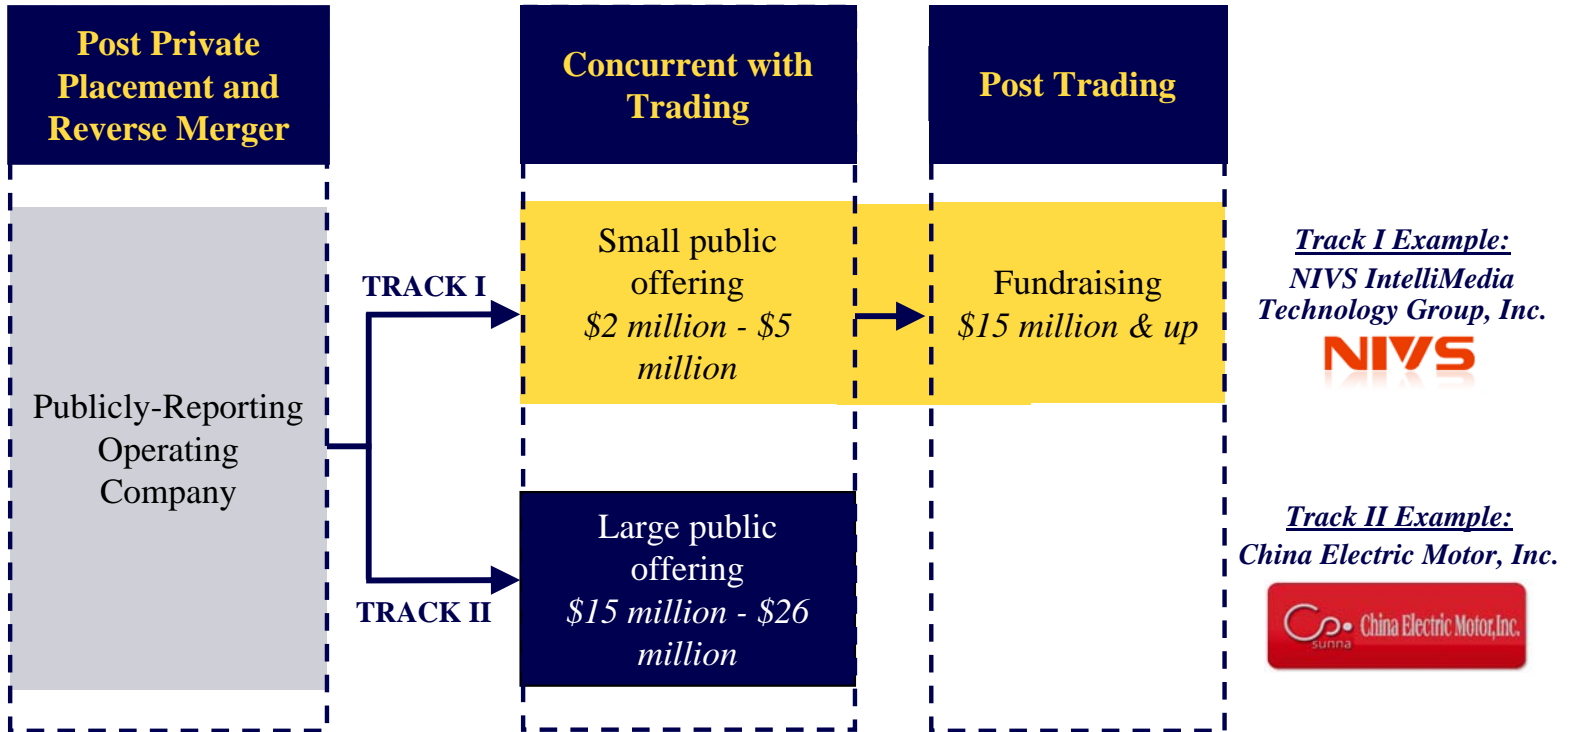 Post Private
Placement and
Reverse Merger
Concurrent with
Trading
Post Trading
Publicly-Reporting
Operating
Company
TRACK I
Small public
offering
$2 million - $5
million
Fundraising
$15 million & up
Track I Example:
NIVS IntelliMedia
Technology Group, Inc.
NIVS
TRACK II
Large public
offering
$15 million - $26
million
Track II Example:
China Electric Motor, Inc.
China Electric Motor,Inc.
sunna